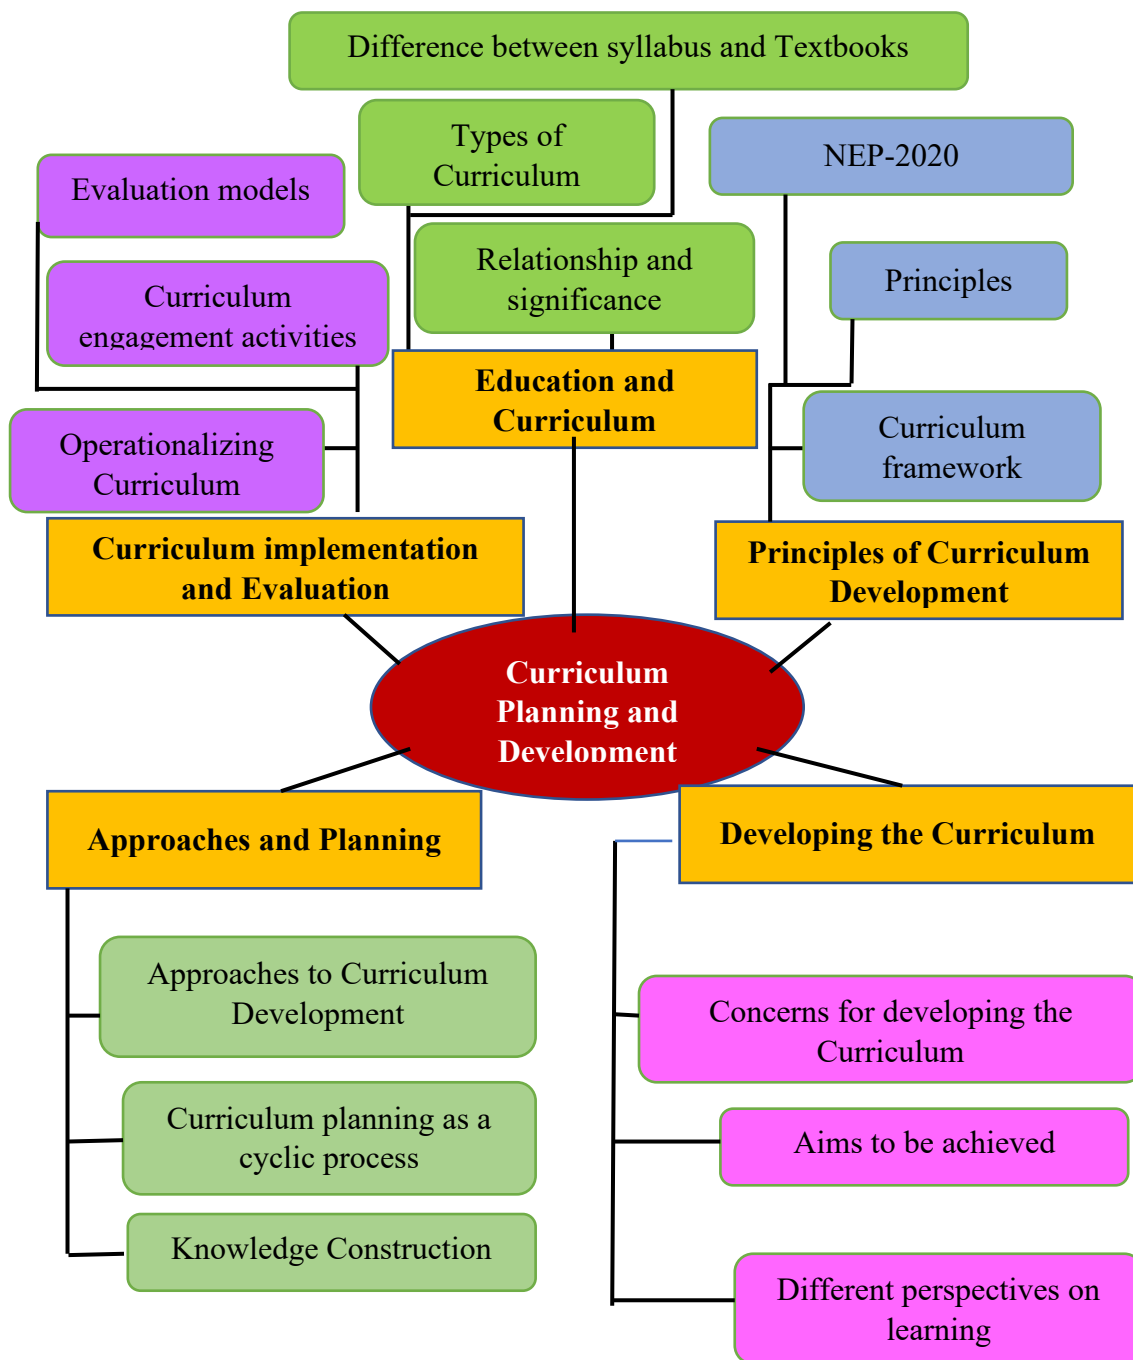 Difference between syllabus and Textbooks
Types of
Curriculum
NEP-2020
Evaluation models
Relationship and
significance
Principles
Curriculum
engagement activities
Education and
Curriculum
Curriculum
framework
Operationalizing
Curriculum
Curriculum implementation
and Evaluation
Principles of Curriculum
Development
Curriculum
Planning and
Development
Approaches and Planning
Developing the Curriculum
Approaches to Curriculum
Development
Concerns for developing the
Curriculum
Curriculum planning as a
cyclic process
Aims to be achieved
Knowledge Construction
Different perspectives on
learning